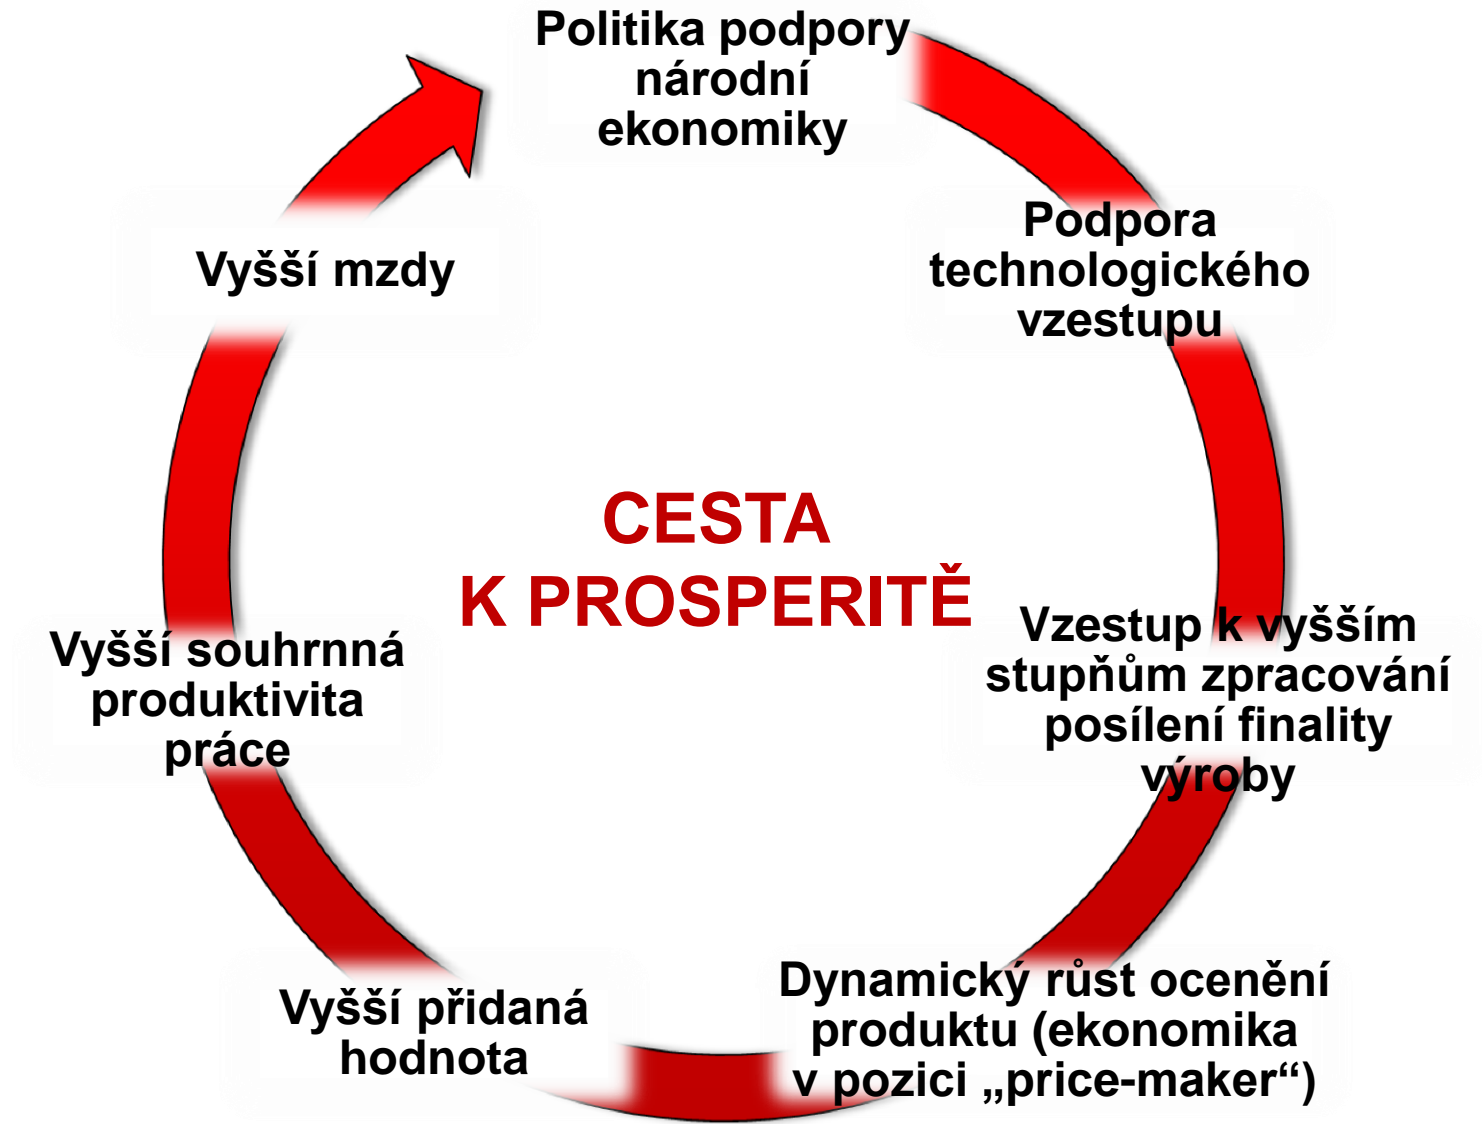 Politika podpory
národní
ekonomiky
Podpora
technologického
vzestupu
Vzestup k vyšším
stupňům zpracování
posílení finality
výroby
Dynamický růst ocenění
produktu (ekonomika
v pozici „price-maker“)
Vyšší přidaná
hodnota
Vyšší souhrnná
produktivita
práce
Vyšší mzdy
CESTA
K PROSPERITĚ